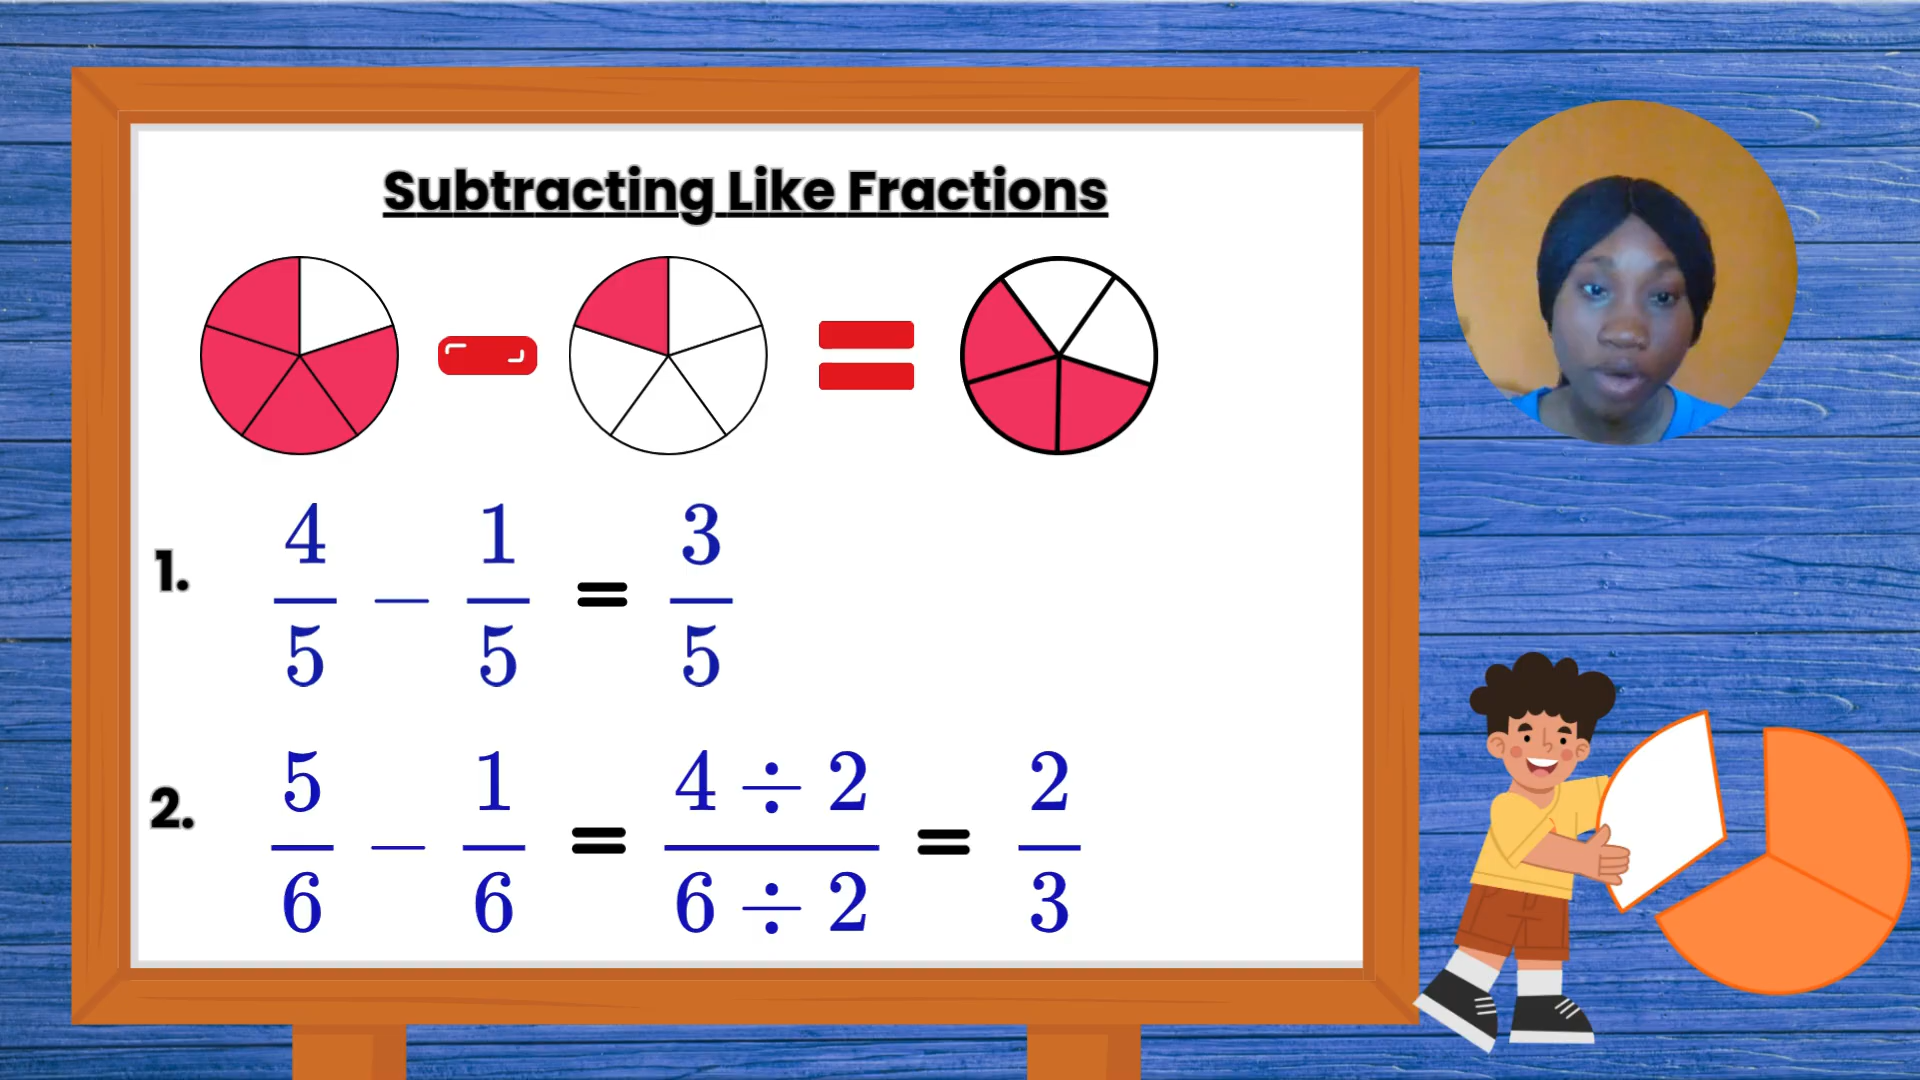 Subtracting Like Fractions
1. 4/5 − 1/5 = 3/5
2. 5/6 − 1/6 = (4 ÷ 2)/(6 ÷ 2) = 2/3